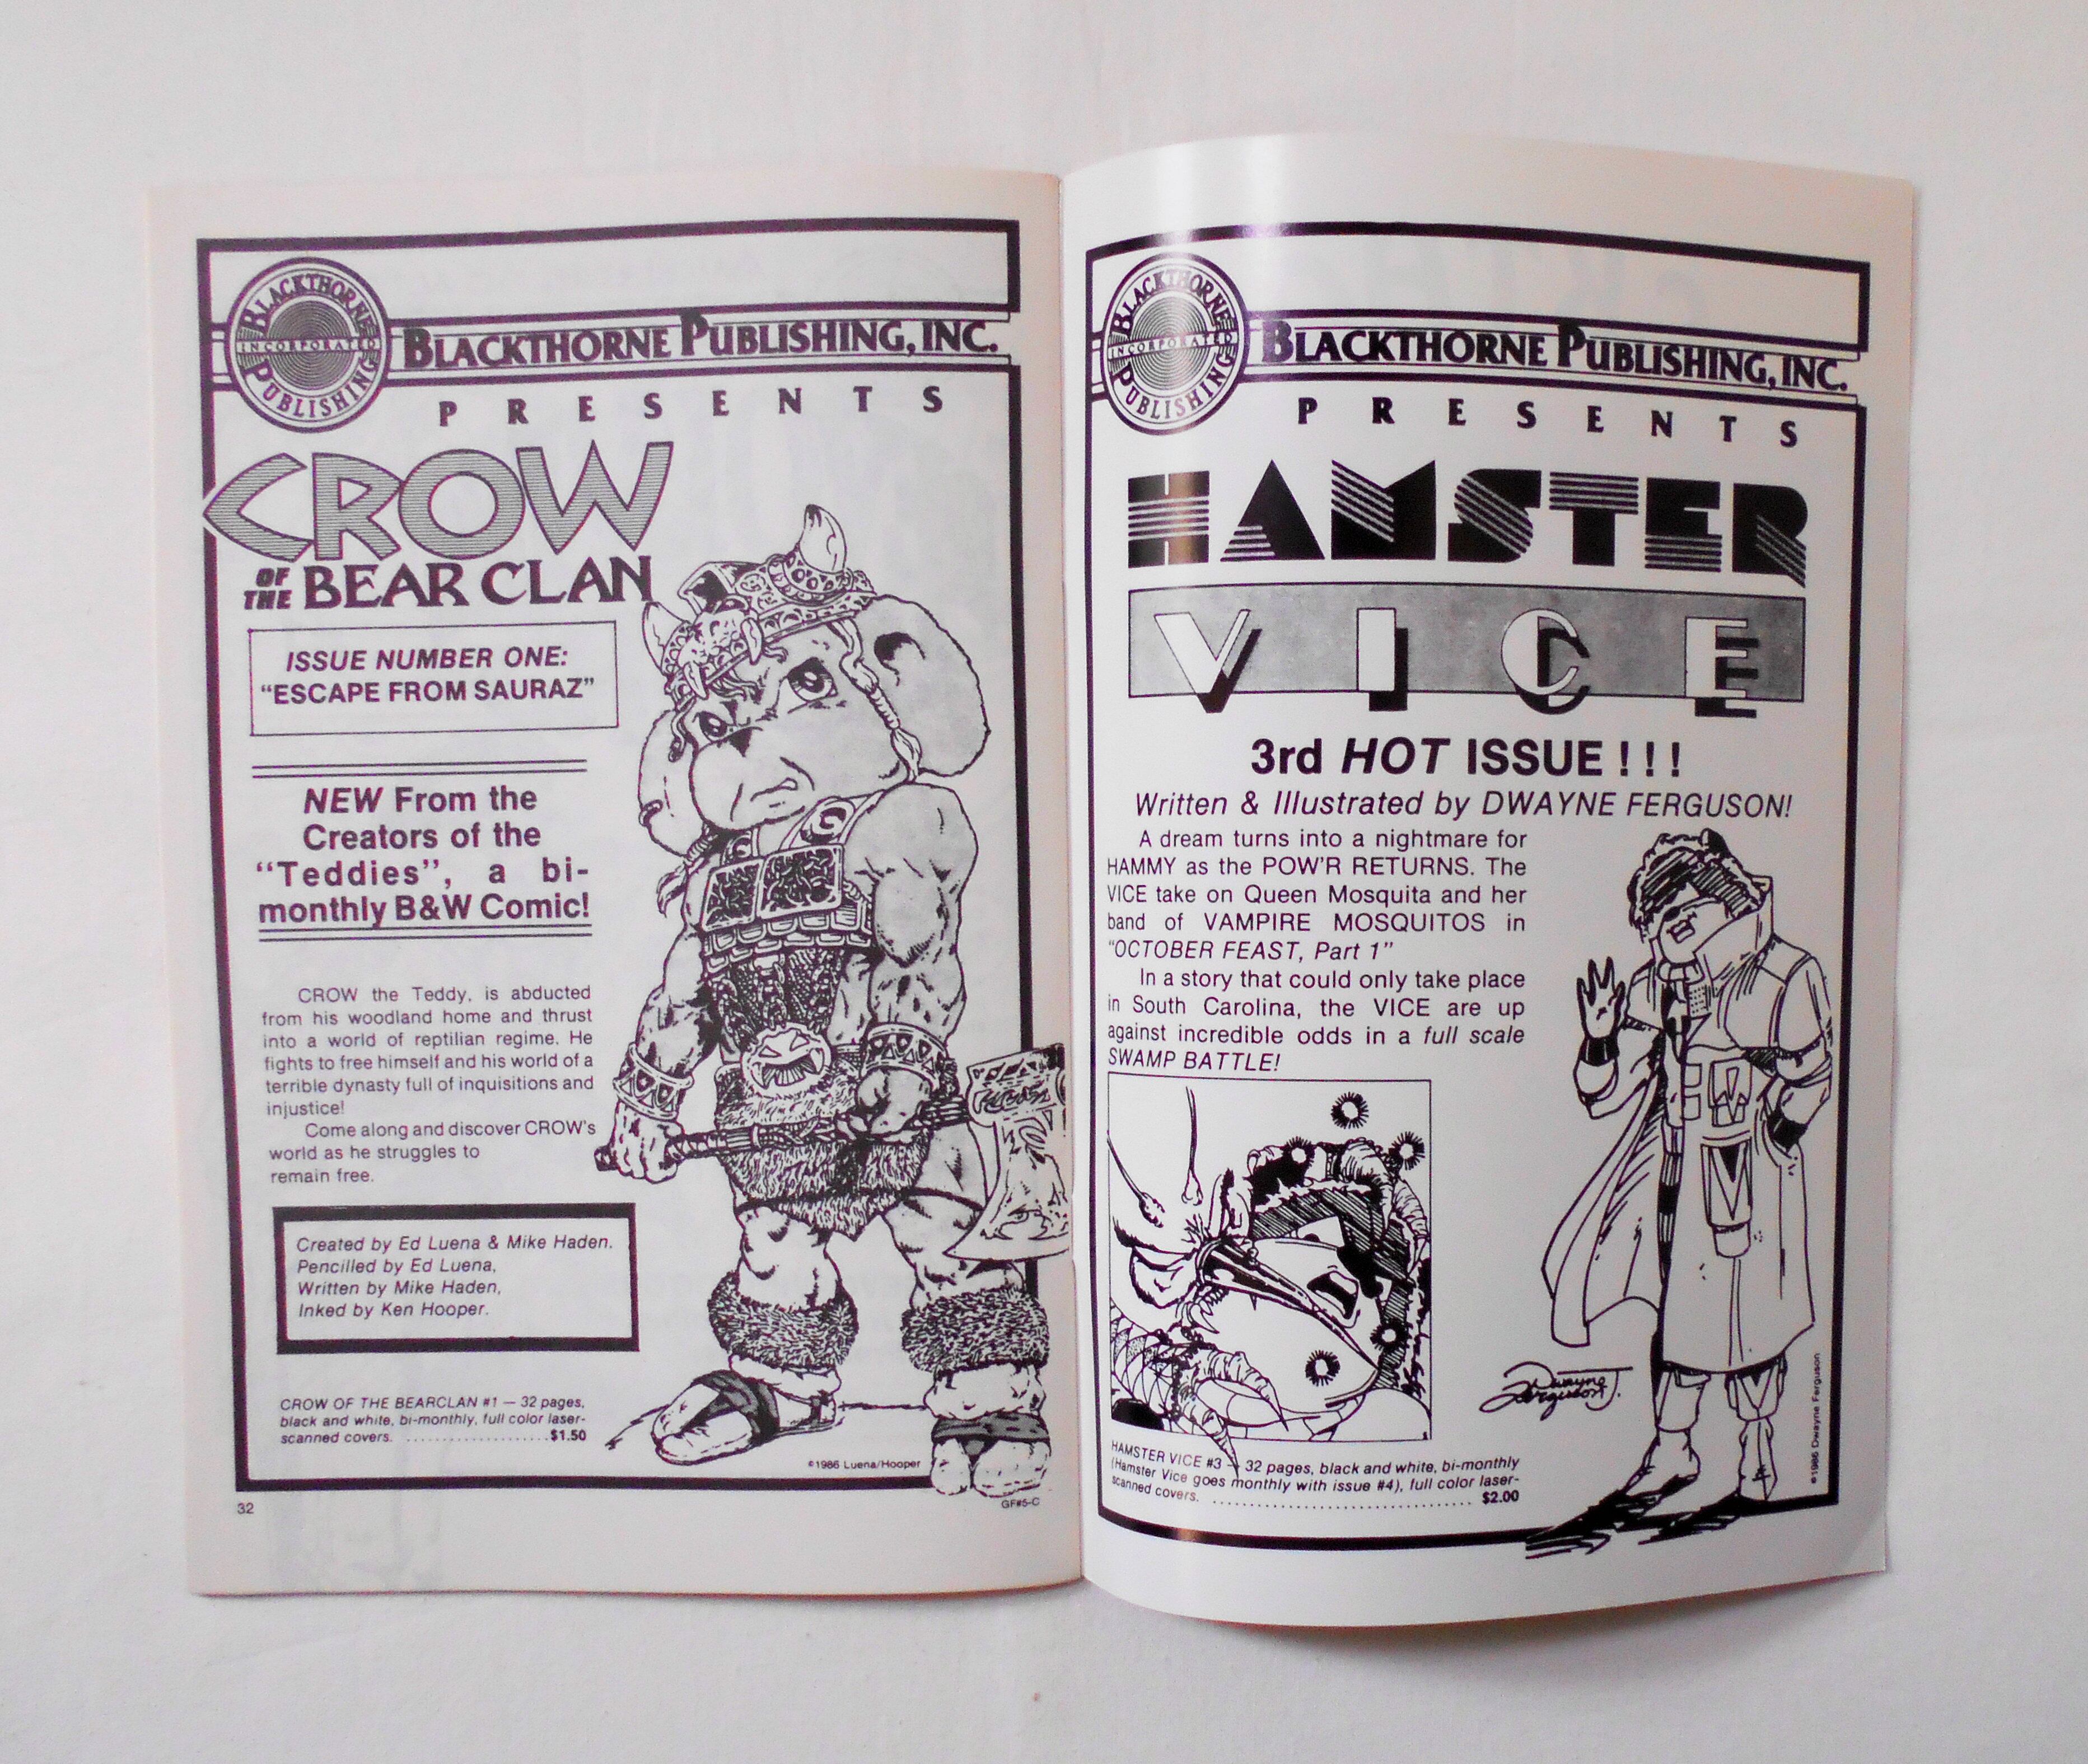 BLACKTHORNE
INCORPORATED
PUBLISHING
BLACKTHORNE PUBLISHING, INC.
PRESENTS
CROW
OF THE BEAR CLAN
ISSUE NUMBER ONE:
"ESCAPE FROM SAURAZ"
NEW From the
Creators of the
"Teddies", a bi-
monthly B&W Comic!
CROW the Teddy, is abducted
from his woodland home and thrust
into a world of reptilian regime. He
fights to free himself and his world of a
terrible dynasty full of inquisitions and
injustice!
Come along and discover CROW's
world as he struggles to
remain free.
Created by Ed Luena & Mike Haden.
Pencilled by Ed Luena,
Written by Mike Haden,
Inked by Ken Hooper.
CROW OF THE BEARCLAN #1 — 32 pages,
black and white, bi-monthly, full color laser-
scanned covers. ......................$1.50
©1986 Luena/Hooper
32
GF#5-C
BLACKTHORNE
INCORPORATED
PUBLISHING
BLACKTHORNE PUBLISHING, INC.
PRESENTS
HAMSTER
VICE
3rd HOT ISSUE!!!
Written & Illustrated by DWAYNE FERGUSON!
A dream turns into a nightmare for
HAMMY as the POW'R RETURNS. The
VICE take on Queen Mosquita and her
band of VAMPIRE MOSQUITOS in
"OCTOBER FEAST, Part 1"
In a story that could only take place
in South Carolina, the VICE are up
against incredible odds in a full scale
SWAMP BATTLE!
Dwayne
Ferguson J.
HAMSTER VICE #3 — 32 pages, black and white, bi-monthly
(Hamster Vice goes monthly with issue #4), full color laser-
scanned covers. ................................... $2.00
©1986 Dwayne Ferguson